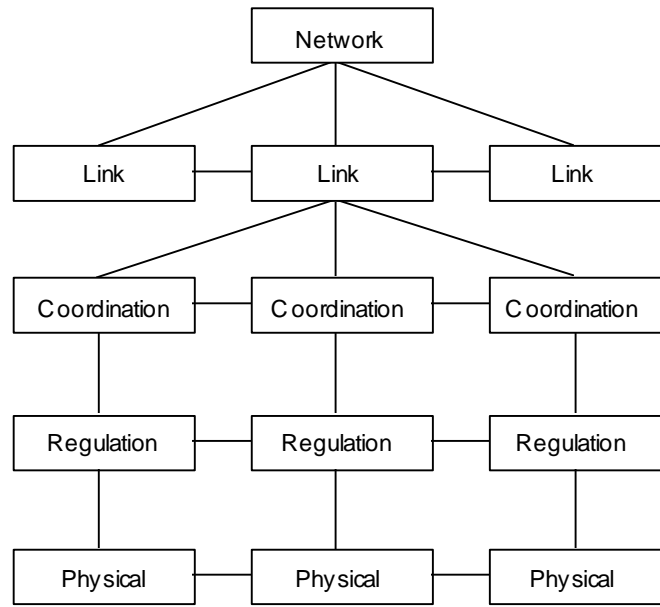 Network
Link Link Link
Coordination Coordination Coordination
Regulation Regulation Regulation
Physical Physical Physical